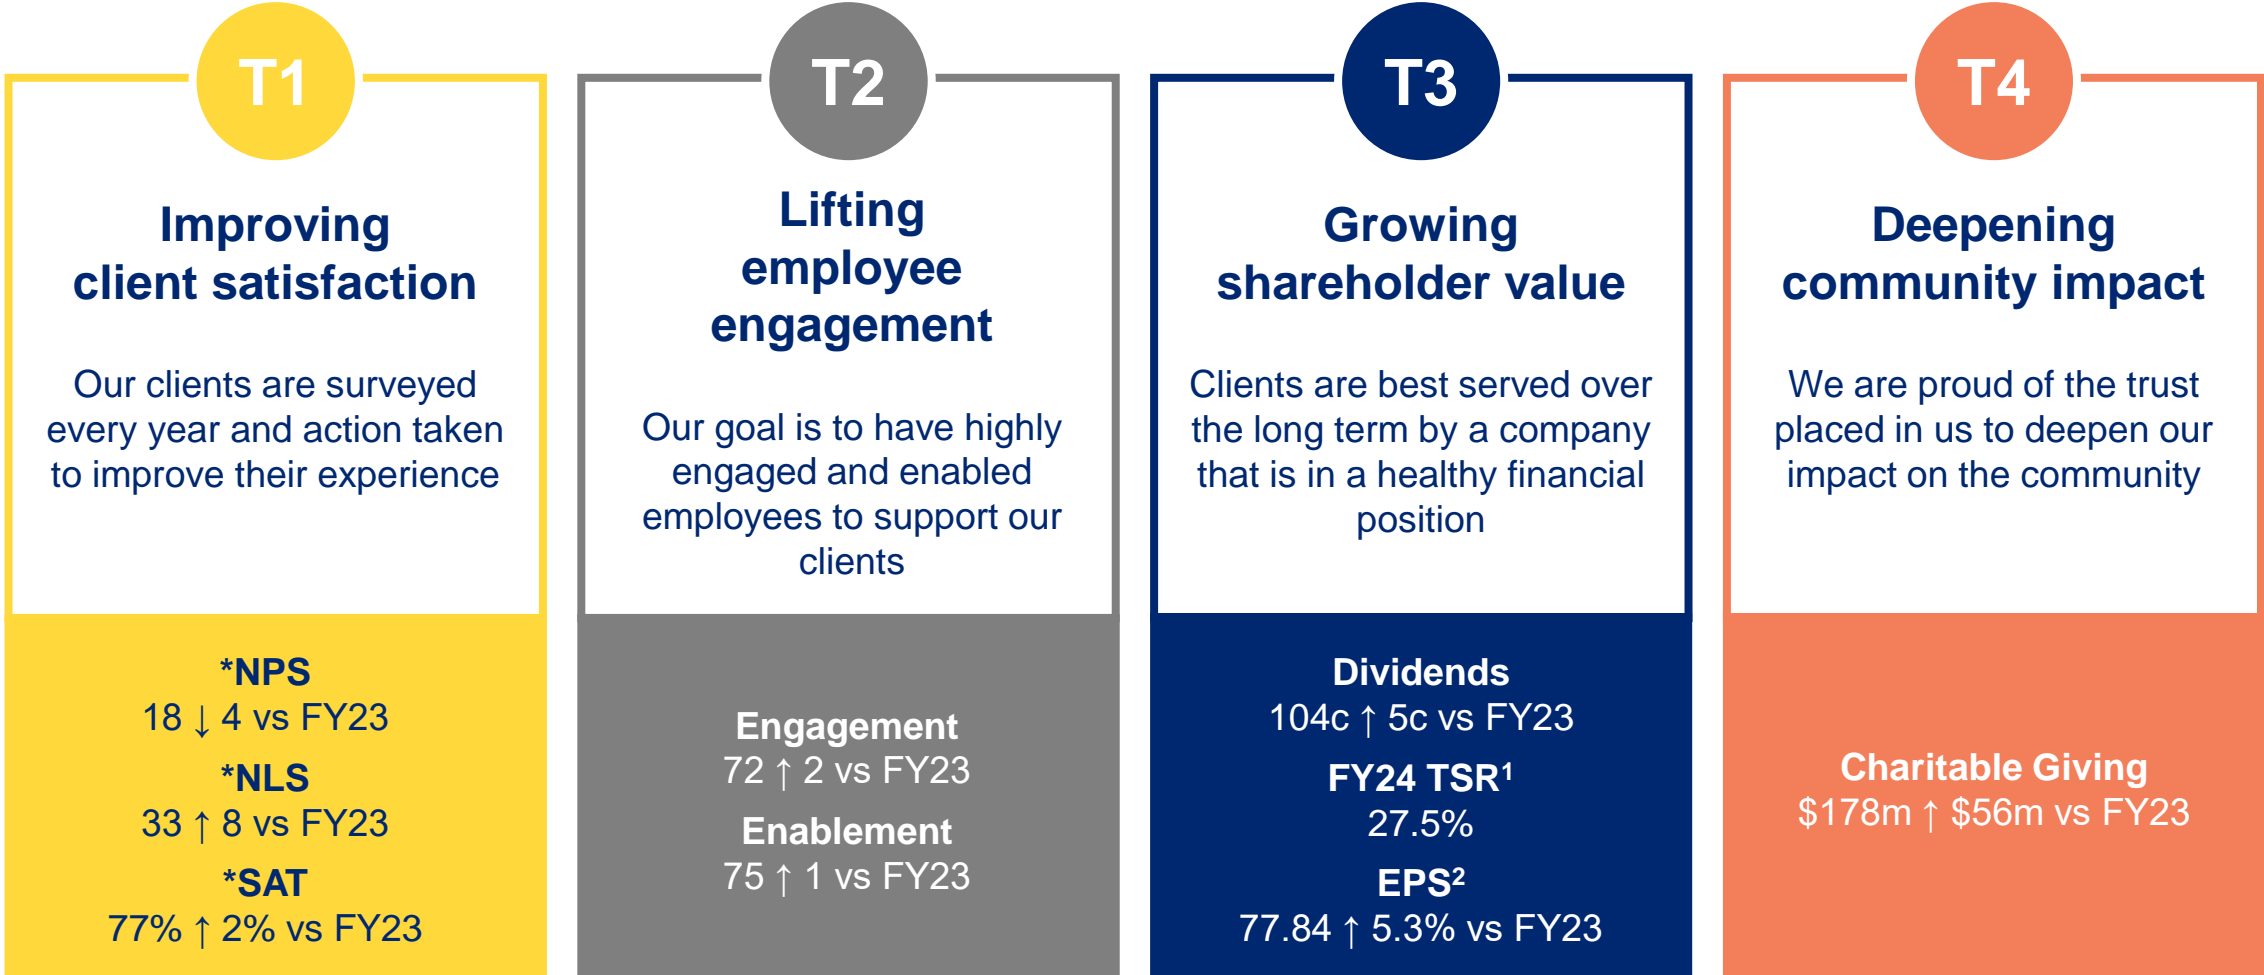 T1
Improving
client satisfaction
Our clients are surveyed
every year and action taken
to improve their experience
*NPS
18 ↓ 4 vs FY23
*NLS
33 ↑ 8 vs FY23
*SAT
77% ↑ 2% vs FY23
T2
Lifting
employee
engagement
Our goal is to have highly
engaged and enabled
employees to support our
clients
Engagement
72 ↑ 2 vs FY23
Enablement
75 ↑ 1 vs FY23
T3
Growing
shareholder value
Clients are best served over
the long term by a company
that is in a healthy financial
position
Dividends
104c ↑ 5c vs FY23
FY24 TSR¹
27.5%
EPS²
77.84 ↑ 5.3% vs FY23
T4
Deepening
community impact
We are proud of the trust
placed in us to deepen our
impact on the community
Charitable Giving
$178m ↑ $56m vs FY23